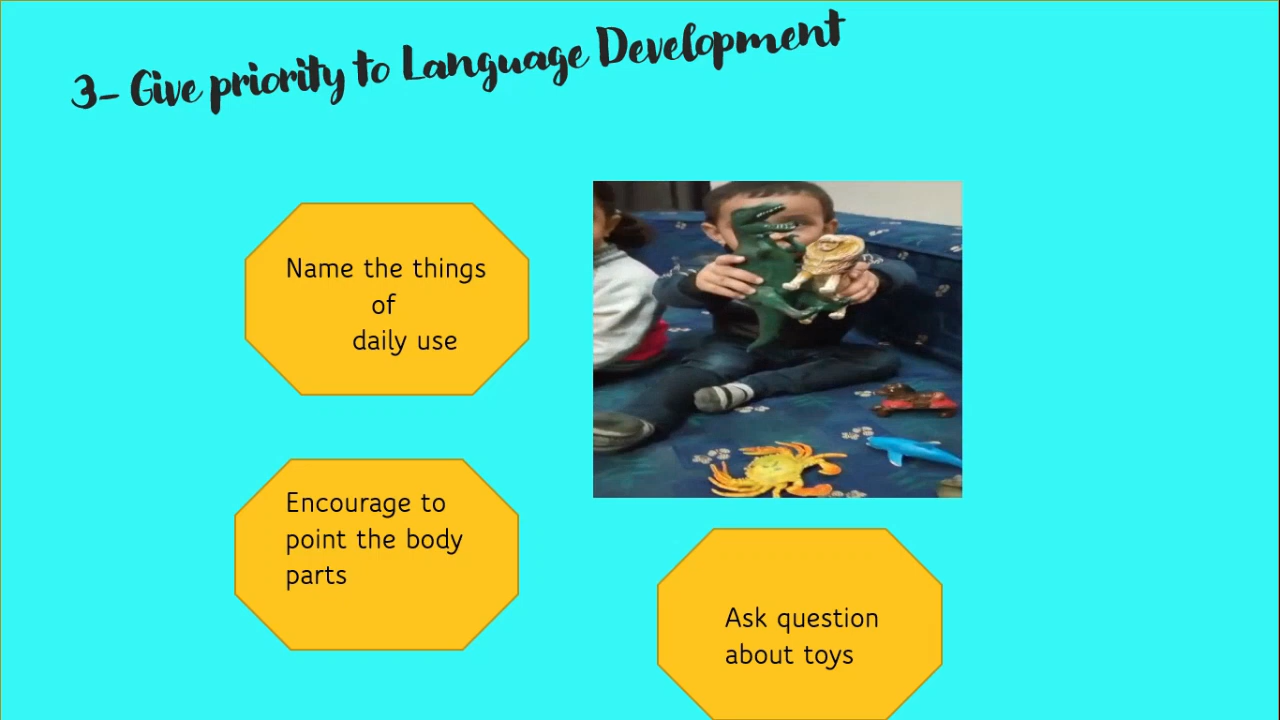 3- Give priority to Language Development
Name the things
of
daily use
Encourage to
point the body
parts
Ask question
about toys